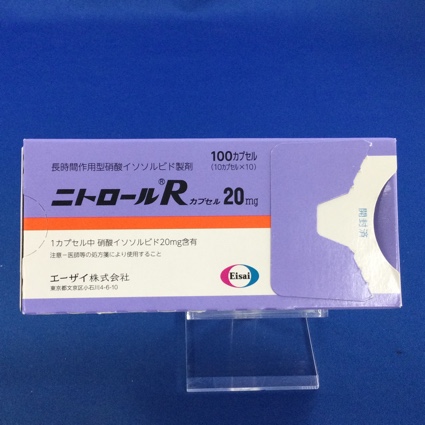 長時間作用型硝酸イソソルビド製剤
100カプセル
(10カプセル×10)
ニトロール®Rカプセル 20mg
1カプセル中 硝酸イソソルビド20mg含有
注意-医師等の処方箋により使用すること
エーザイ株式会社
東京都文京区小石川4-6-10
Eisai
開封済